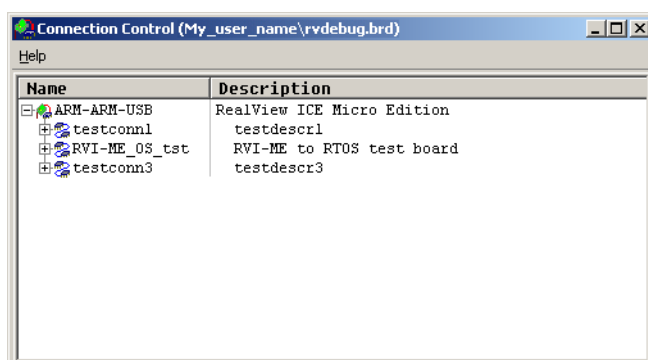 Connection Control (My_user_name\rvdebug.brd)
Help
Name Description
ARM-ARM-USB RealView ICE Micro Edition
testconn1 testdescr1
RVI-ME_OS_tst RVI-ME to RTOS test board
testconn3 testdescr3